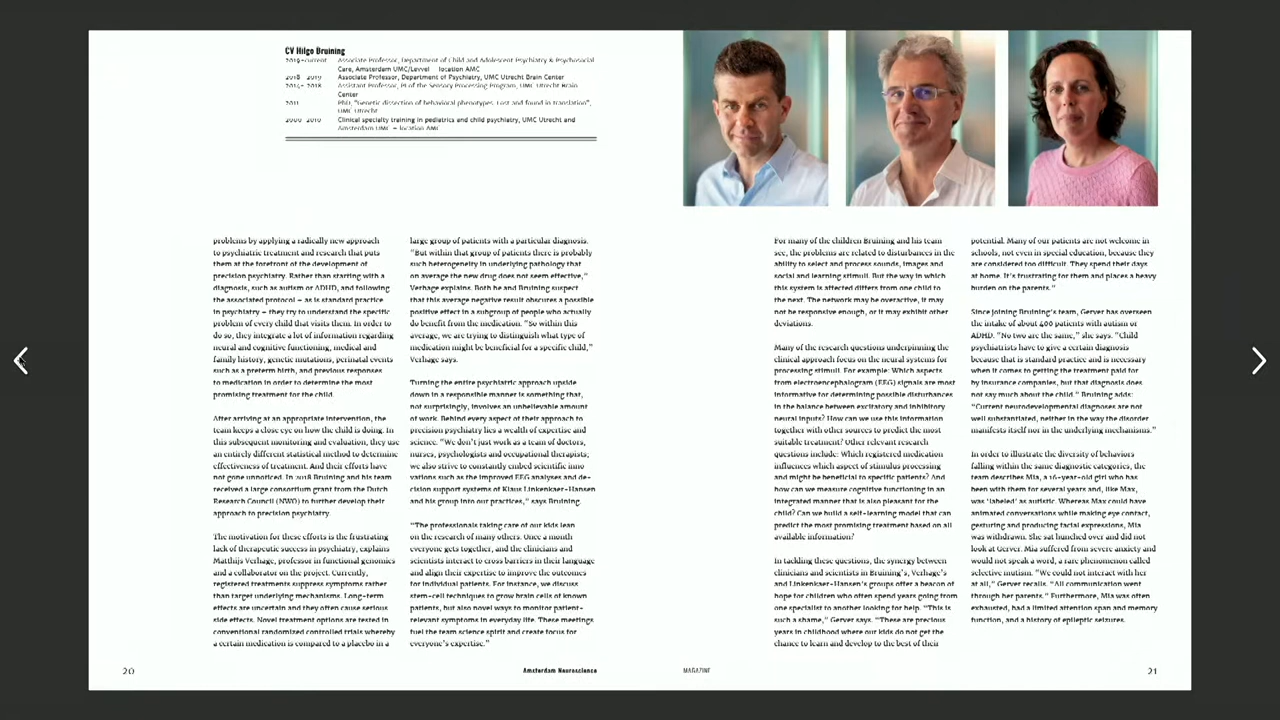 CV Hilgo Bruining
2019-current Associate Professor, Department of Child and Adolescent Psychiatry & Psychosocial
Care, Amsterdam UMC/Levvel location AMC
2018 2019 Associate Professor, Department of Psychiatry, UMC Utrecht Brain Center
2014- 2018 Assistant Professor, PI of the Sensory Processing Program, UMC Utrecht Brain
Center
2011 PhD, "Genetic dissection of behavioral phenotypes. Lost and found in translation",
UMC Utrecht
2000 2010 Clinical specialty training in pediatrics and child psychiatry, UMC Utrecht and
Amsterdam UMC – location AMC
problems by applying a radically new approach
to psychiatric treatment and research that puts
them at the forefront of the development of
precision psychiatry. Rather than starting with a
diagnosis, such as autism or ADHD, and following
the associated protocol – as is standard practice
in psychiatry – they try to understand the specific
problem of every child that visits them. In order to
do so, they integrate a lot of information regarding
neural and cognitive functioning, medical and
family history, genetic mutations, perinatal events
such as a preterm birth, and previous responses
to medication in order to determine the most
promising treatment for the child.
After arriving at an appropriate intervention, the
team keeps a close eye on how the child is doing. In
this subsequent monitoring and evaluation, they use
an entirely different statistical method to determine
effectiveness of treatment. And their efforts have
not gone unnoticed. In 2018 Bruining and his team
received a large consortium grant from the Dutch
Research Council (NWO) to further develop their
approach to precision psychiatry.
The motivation for these efforts is the frustrating
lack of therapeutic success in psychiatry, explains
Matthijs Verhage, professor in functional genomics
and a collaborator on the project. Currently,
registered treatments suppress symptoms rather
than target underlying mechanisms. Long-term
effects are uncertain and they often cause serious
side effects. Novel treatment options are tested in
conventional randomized controlled trials whereby
a certain medication is compared to a placebo in a
large group of patients with a particular diagnosis.
"But within that group of patients there is probably
such heterogeneity in underlying pathology that
on average the new drug does not seem effective,"
Verhage explains. Both he and Bruining suspect
that this average negative result obscures a possible
positive effect in a subgroup of people who actually
do benefit from the medication. "So within this
average, we are trying to distinguish what type of
medication might be beneficial for a specific child,"
Verhage says.
Turning the entire psychiatric approach upside
down in a responsible manner is something that,
not surprisingly, involves an unbelievable amount
of work. Behind every aspect of their approach to
precision psychiatry lies a wealth of expertise and
science. "We don't just work as a team of doctors,
nurses, psychologists and occupational therapists;
we also strive to constantly embed scientific inno
vations such as the improved EEG analyses and de-
cision support systems of Klaus Linkenkaer-Hansen
and his group into our practices," says Bruining.
"The professionals taking care of our kids lean
on the research of many others. Once a month
everyone gets together, and the clinicians and
scientists interact to cross barriers in their language
and align their expertise to improve the outcomes
for individual patients. For instance, we discuss
stem-cell techniques to grow brain cells of known
patients, but also novel ways to monitor patient-
relevant symptoms in everyday life. These meetings
fuel the team science spirit and create focus for
everyone's expertise."
20
Amsterdam Neuroscience
For many of the children Bruining and his team
see, the problems are related to disturbances in the
ability to select and process sounds, images and
social and learning stimuli. But the way in which
this system is affected differs from one child to
the next. The network may be overactive, it may
not be responsive enough, or it may exhibit other
deviations.
Many of the research questions underpinning the
clinical approach focus on the neural systems for
processing stimuli. For example: Which aspects
from electroencephalogram (EEG) signals are most
informative for determining possible disturbances
in the balance between excitatory and inhibitory
neural inputs? How can we use this information
together with other sources to predict the most
suitable treatment? Other relevant research
questions include: Which registered medication
influences which aspect of stimulus processing
and might be beneficial to specific patients? And
how can we measure cognitive functioning in an
integrated manner that is also pleasant for the
child? Can we build a self-learning model that can
predict the most promising treatment based on all
available information?
In tackling these questions, the synergy between
clinicians and scientists in Bruining's, Verhage's
and Linkenkaer-Hansen's groups offer a beacon of
hope for children who often spend years going from
one specialist to another looking for help. "This is
such a shame," Gerver says. "These are precious
years in childhood where our kids do not get the
chance to learn and develop to the best of their
potential. Many of our patients are not welcome in
schools, not even in special education, because they
are considered too difficult. They spend their days
at home. It's frustrating for them and places a heavy
burden on the parents."
Since joining Bruining's team, Gerver has overseen
the intake of about 400 patients with autism or
ADHD. "No two are the same," she says. "Child
psychiatrists have to give a certain diagnosis
because that is standard practice and is necessary
when it comes to getting the treatment paid for
by insurance companies, but that diagnosis does
not say much about the child." Bruining adds:
"Current neurodevelopmental diagnoses are not
well substantiated, neither in the way the disorder
manifests itself nor in the underlying mechanisms."
In order to illustrate the diversity of behaviors
falling within the same diagnostic categories, the
team describes Mia, a 16-year-old girl who has
been with them for several years and, like Max,
was 'labeled' as autistic. Whereas Max could have
animated conversations while making eye contact,
gesturing and producing facial expressions, Mia
was withdrawn. She sat hunched over and did not
look at Gerver. Mia suffered from severe anxiety and
would not speak a word, a rare phenomenon called
selective mutism. "We could not interact with her
at all," Gerver recalls. "All communication went
through her parents." Furthermore, Mia was often
exhausted, had a limited attention span and memory
function, and a history of epileptic seizures.
MAGAZINE
21